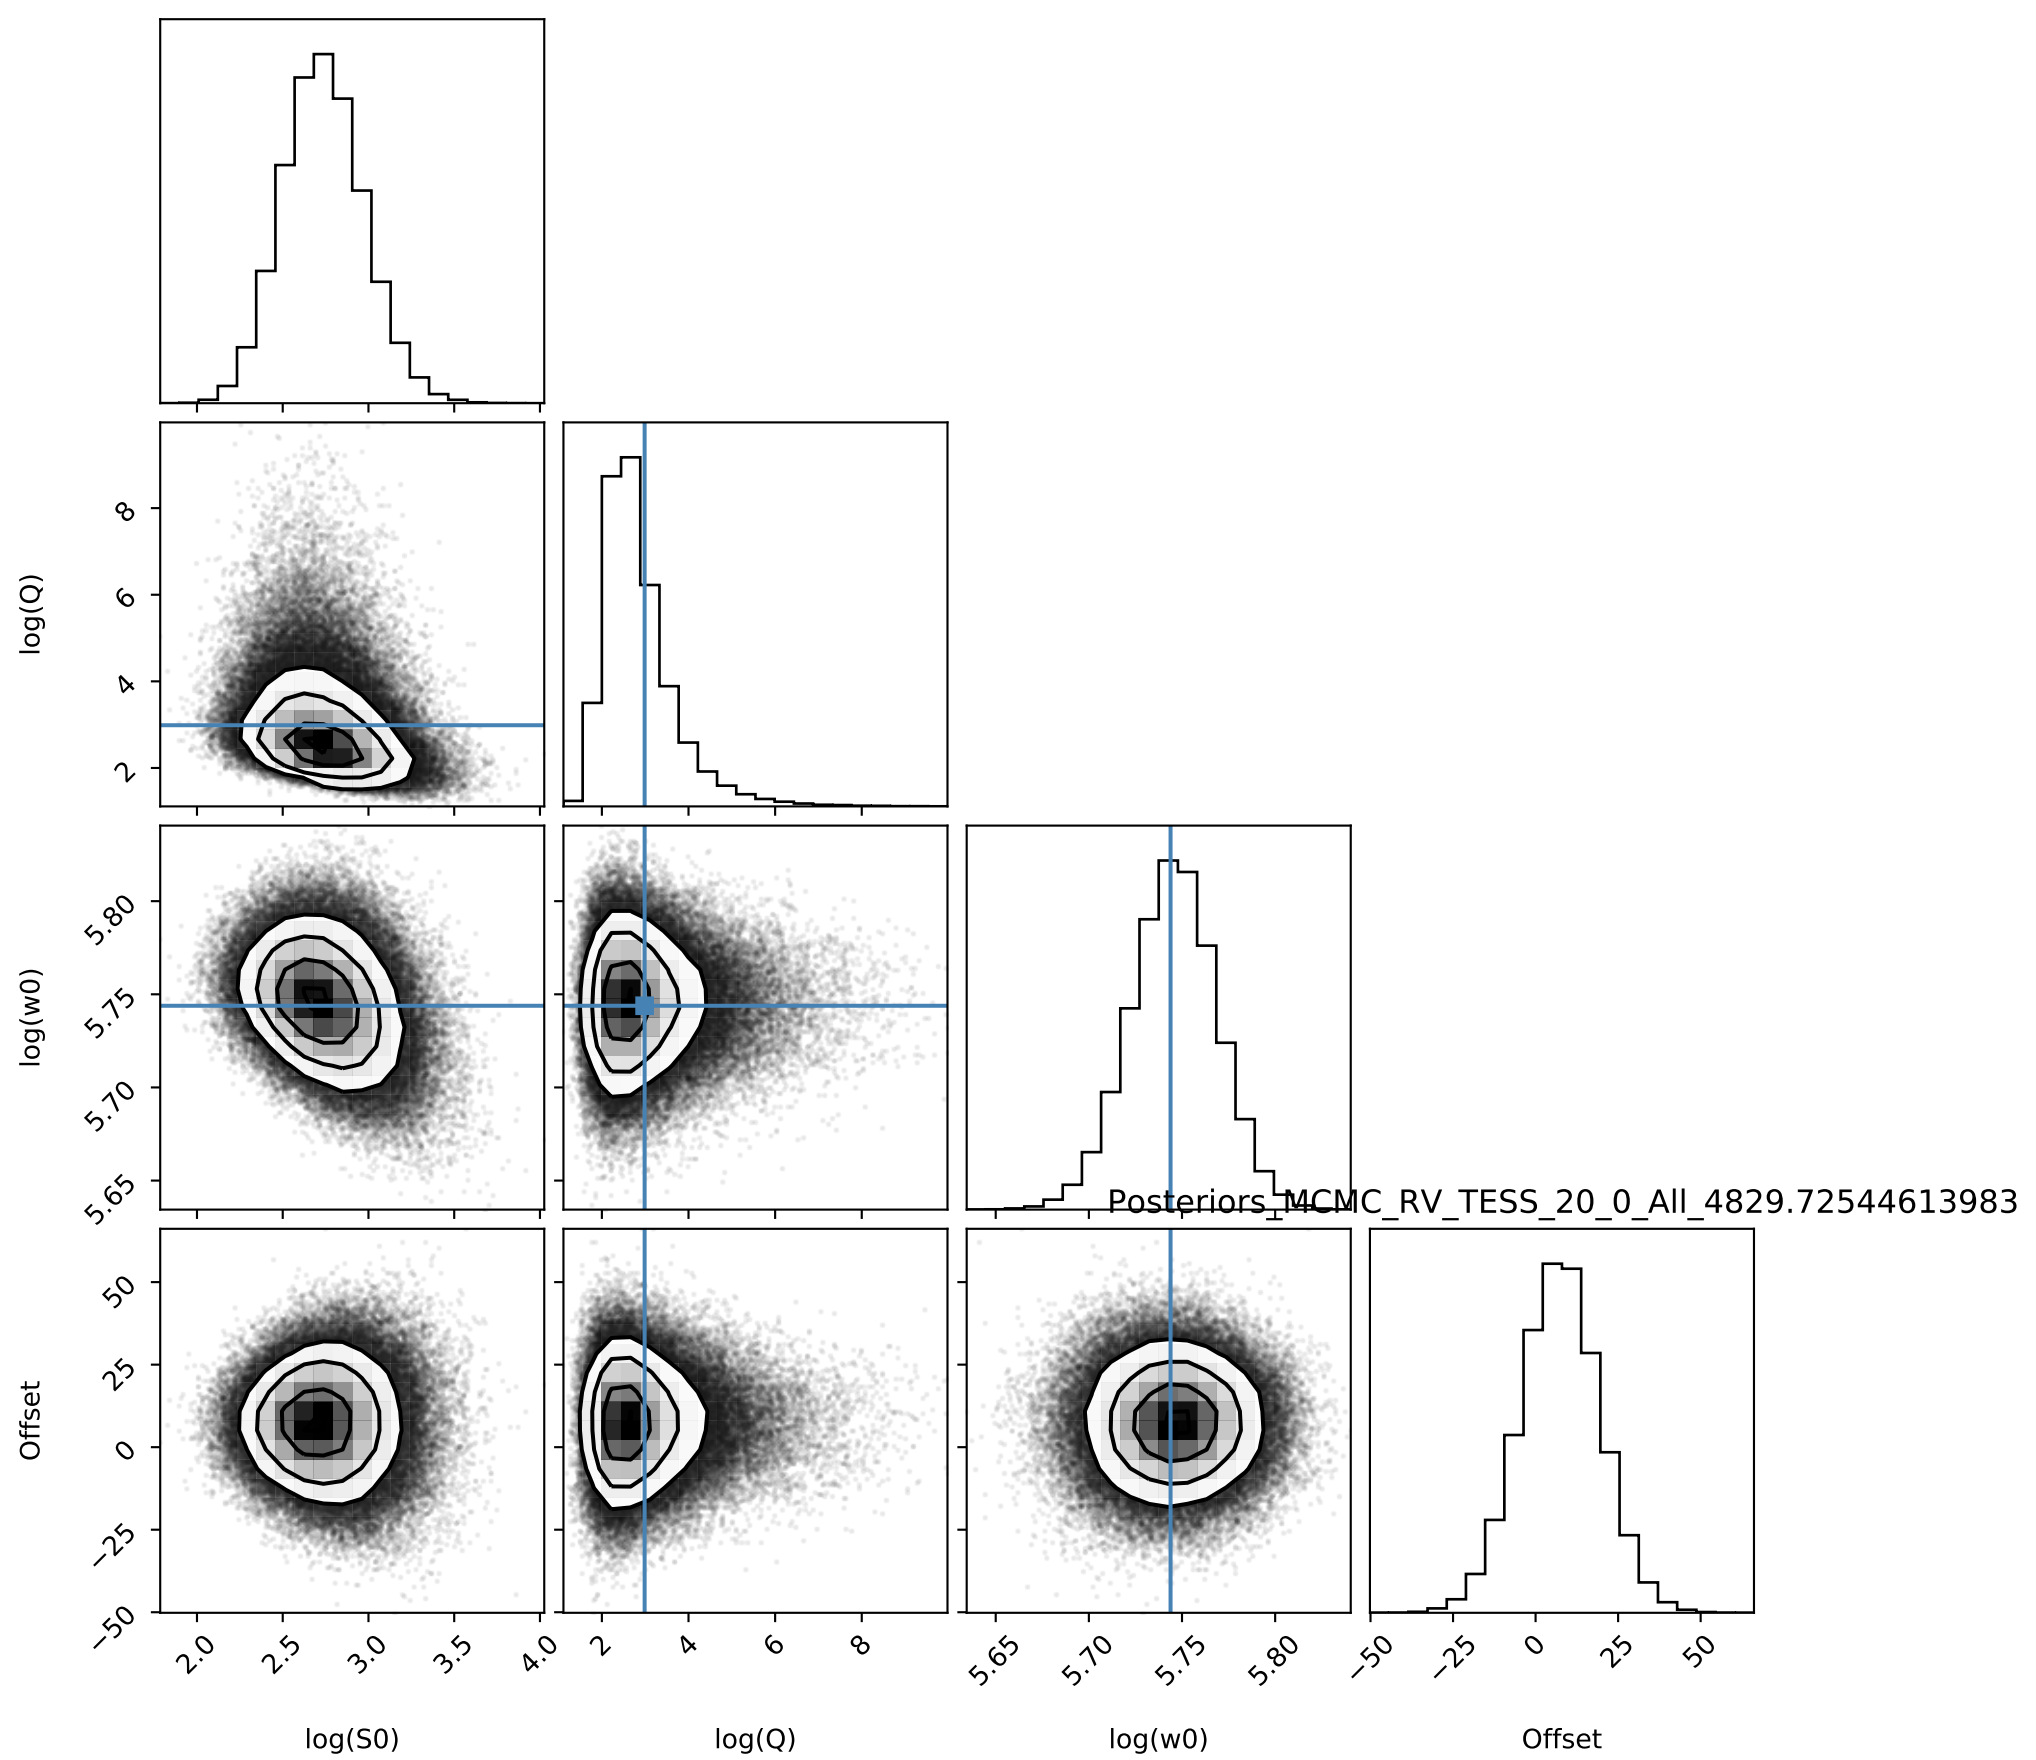 log(Q)
8
6
4
2
log(w0)
5.80
5.75
5.70
5.65
Posteriors_MCMC_RV_TESS_20_0_All_4829.72544613983
Offset
50
25
0
−25
−50
2.0 2.5 3.0 3.5 4.0 2 4 6 8 5.65 5.70 5.75 5.80 −50 −25 0 25 50
log(S0) log(Q) log(w0) Offset